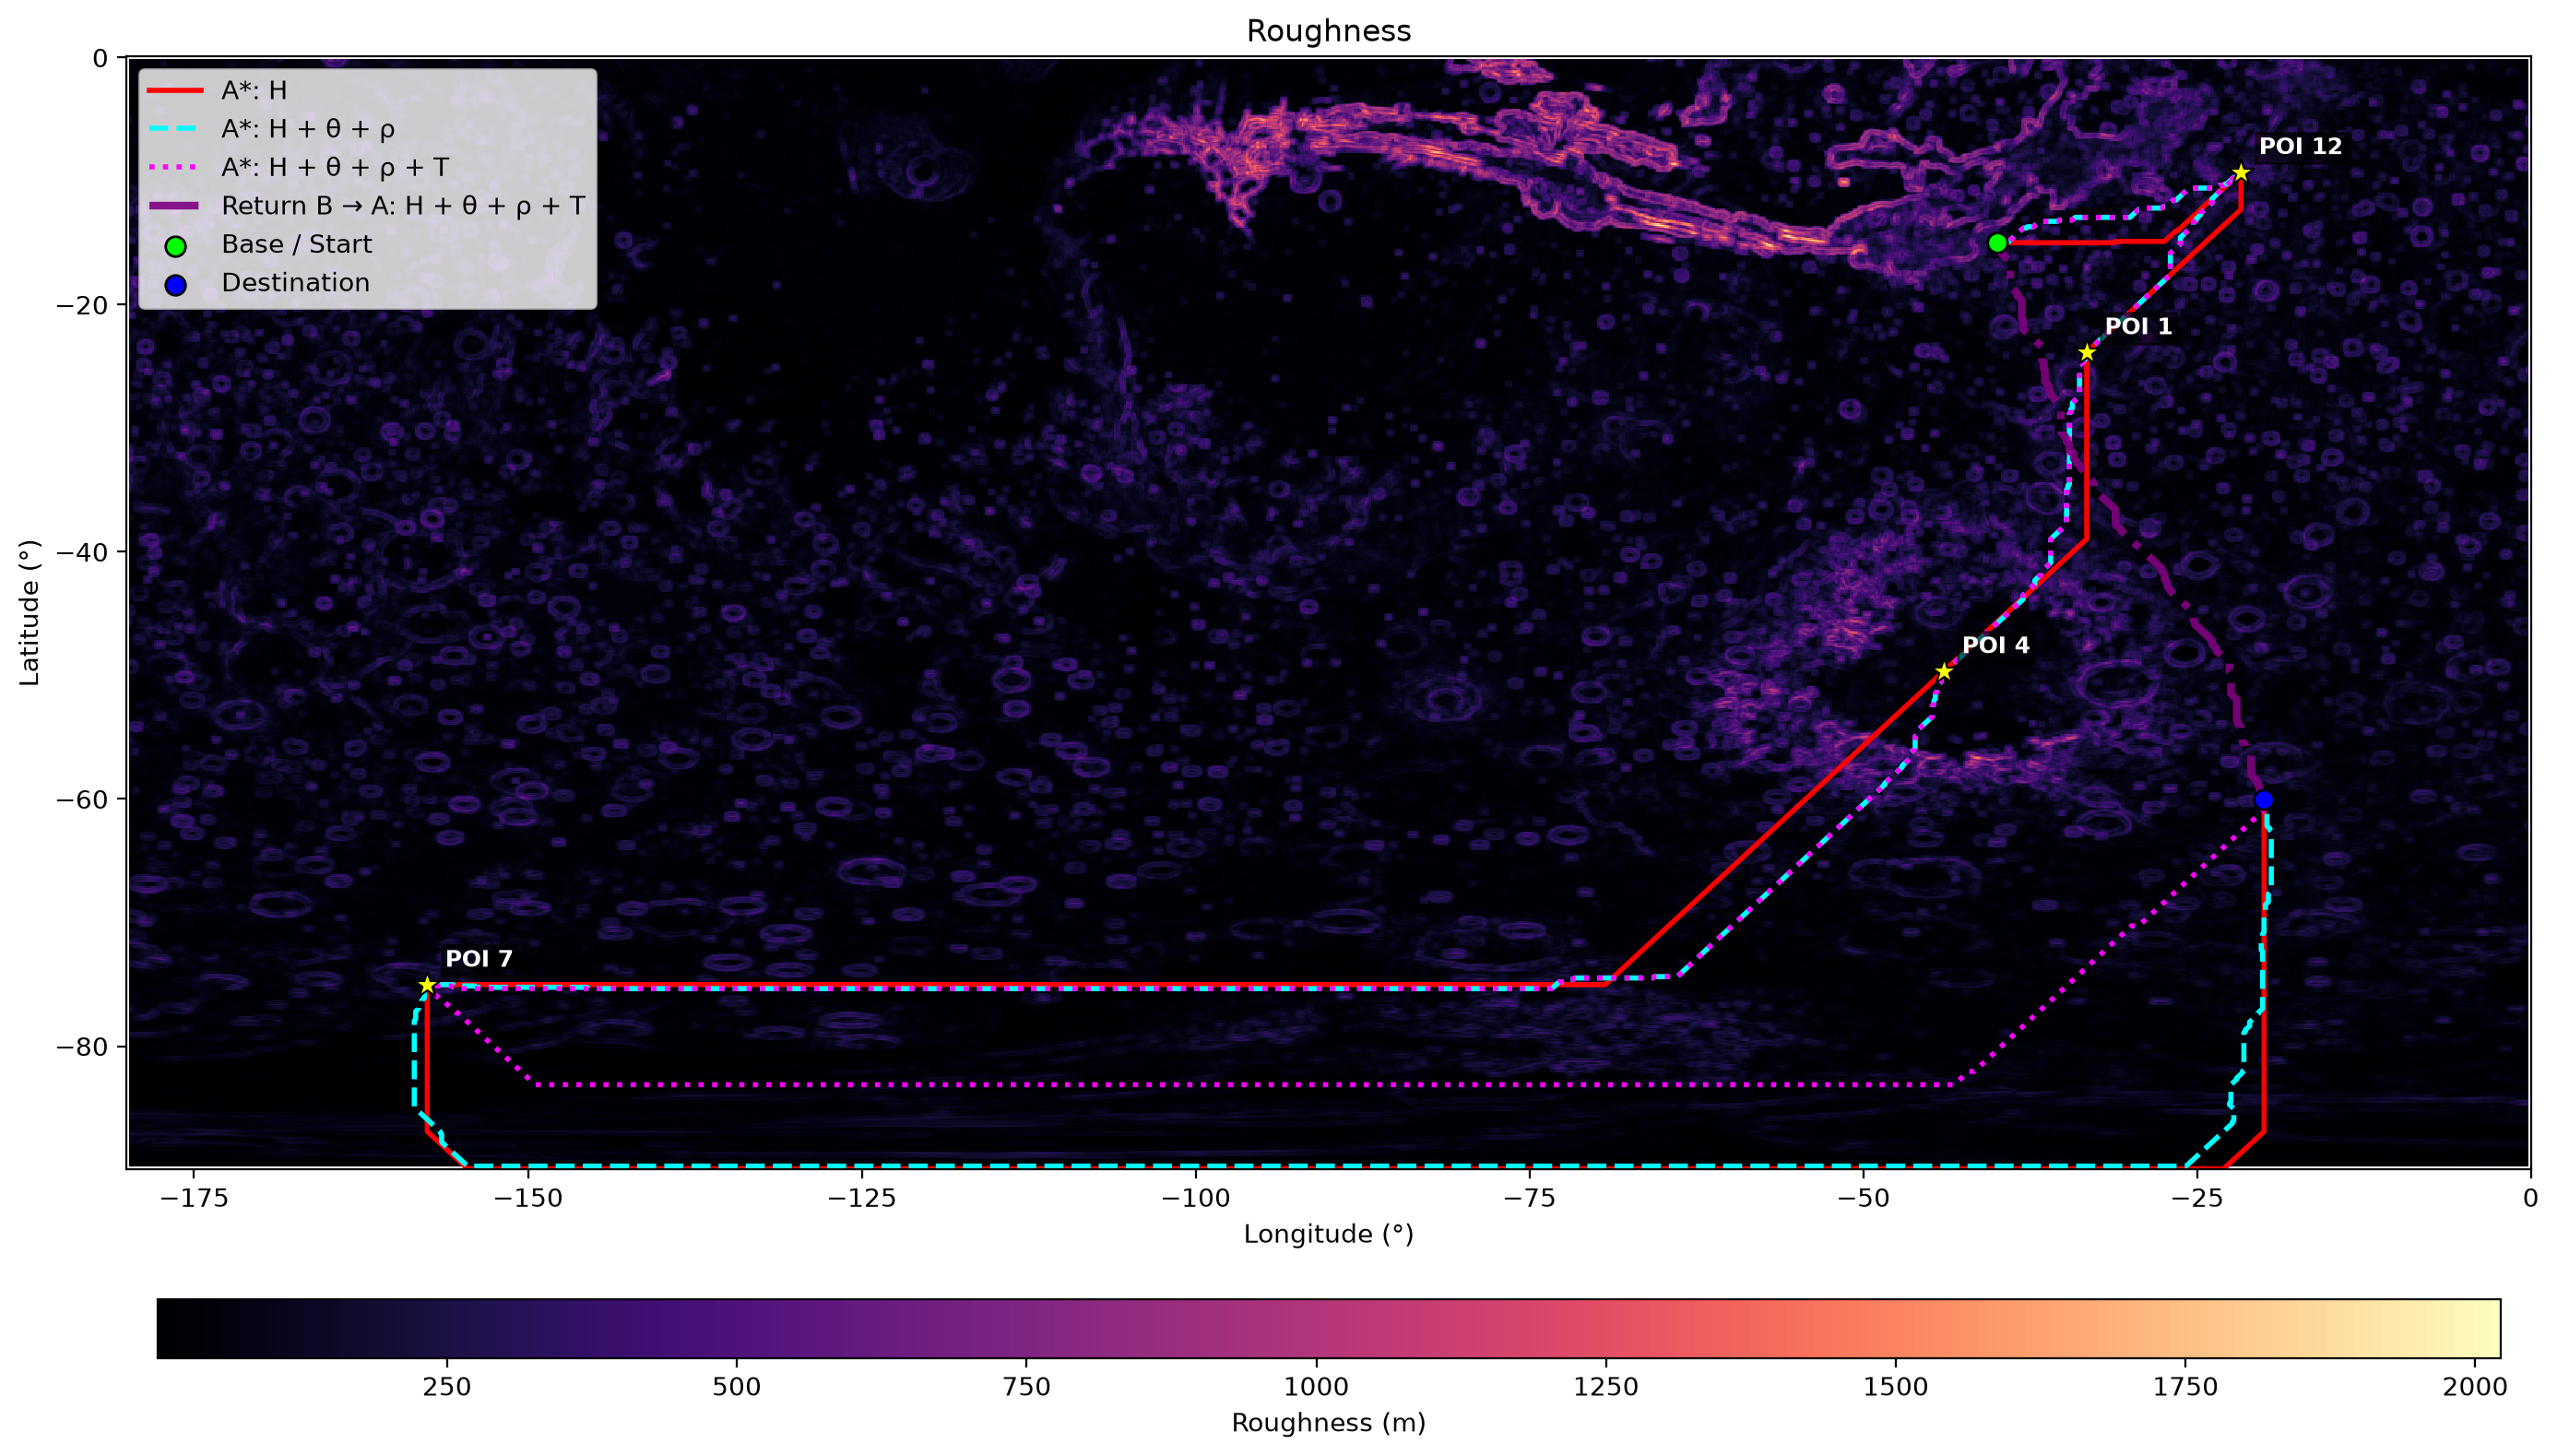 Roughness
0
−20
−40
−60
−80
Latitude (°)
A*: H
A*: H + θ + ρ
A*: H + θ + ρ + T
Return B → A: H + θ + ρ + T
Base / Start
Destination
POI 12
POI 1
POI 4
POI 7
−175
−150
−125
−100
−75
−50
−25
0
Longitude (°)
250
500
750
1000
1250
1500
1750
2000
Roughness (m)